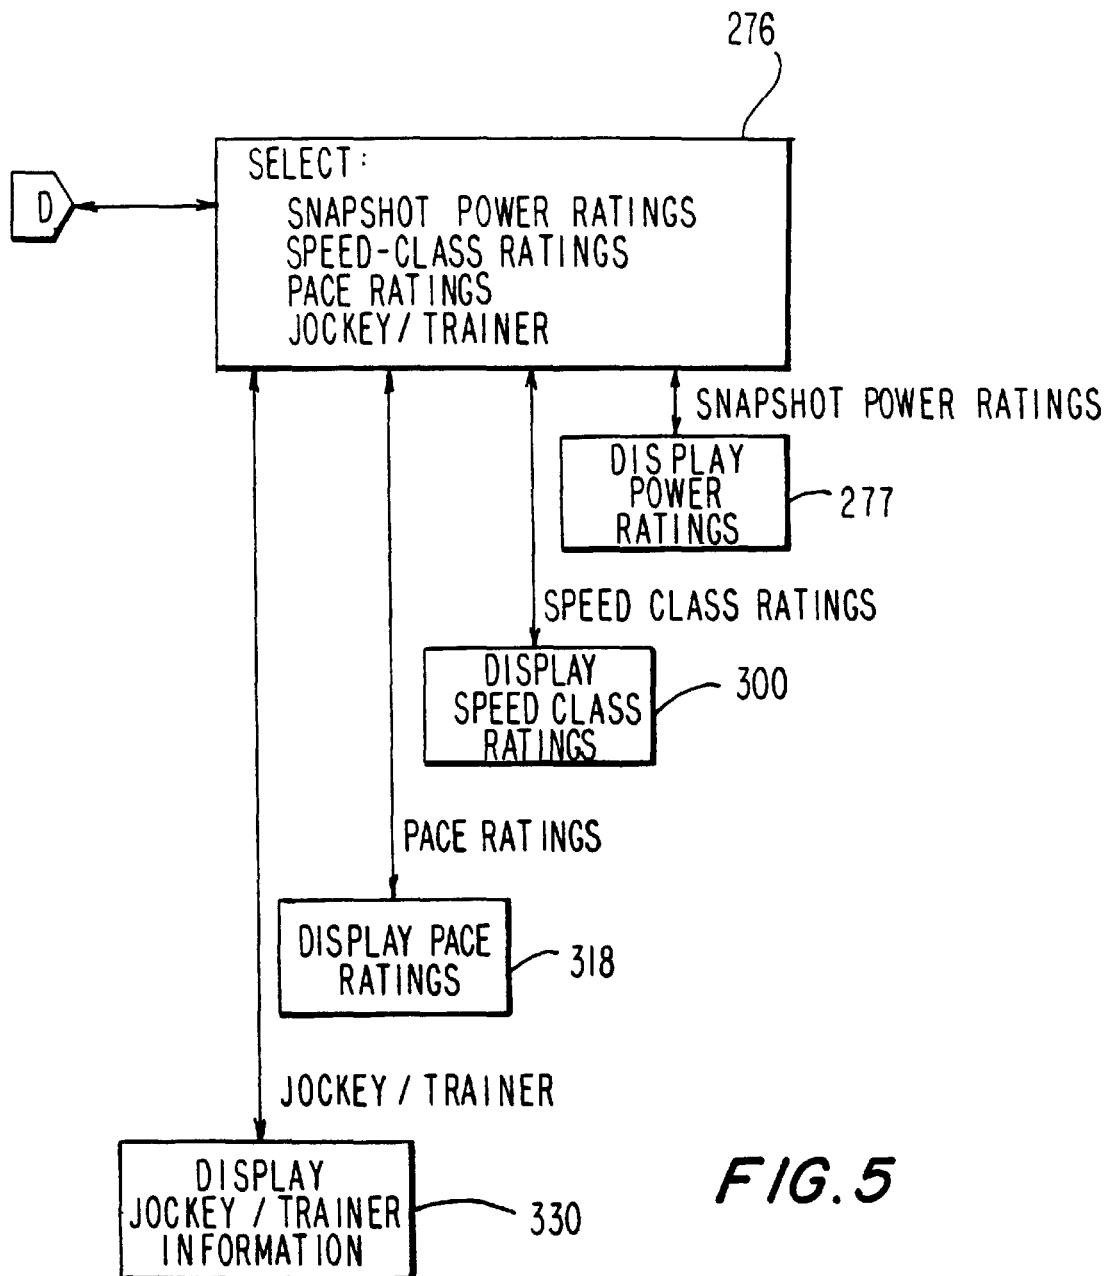 276
SELECT:
D
SNAPSHOT POWER RATINGS
SPEED-CLASS RATINGS
PACE RATINGS
JOCKEY / TRAINER
SNAPSHOT POWER RATINGS
DISPLAY
POWER
RATINGS
277
SPEED CLASS RATINGS
DISPLAY
SPEED CLASS
RATINGS
300
PACE RATINGS
DISPLAY PACE
RATINGS
318
JOCKEY / TRAINER
DISPLAY
JOCKEY / TRAINER
INFORMATION
330
FIG. 5